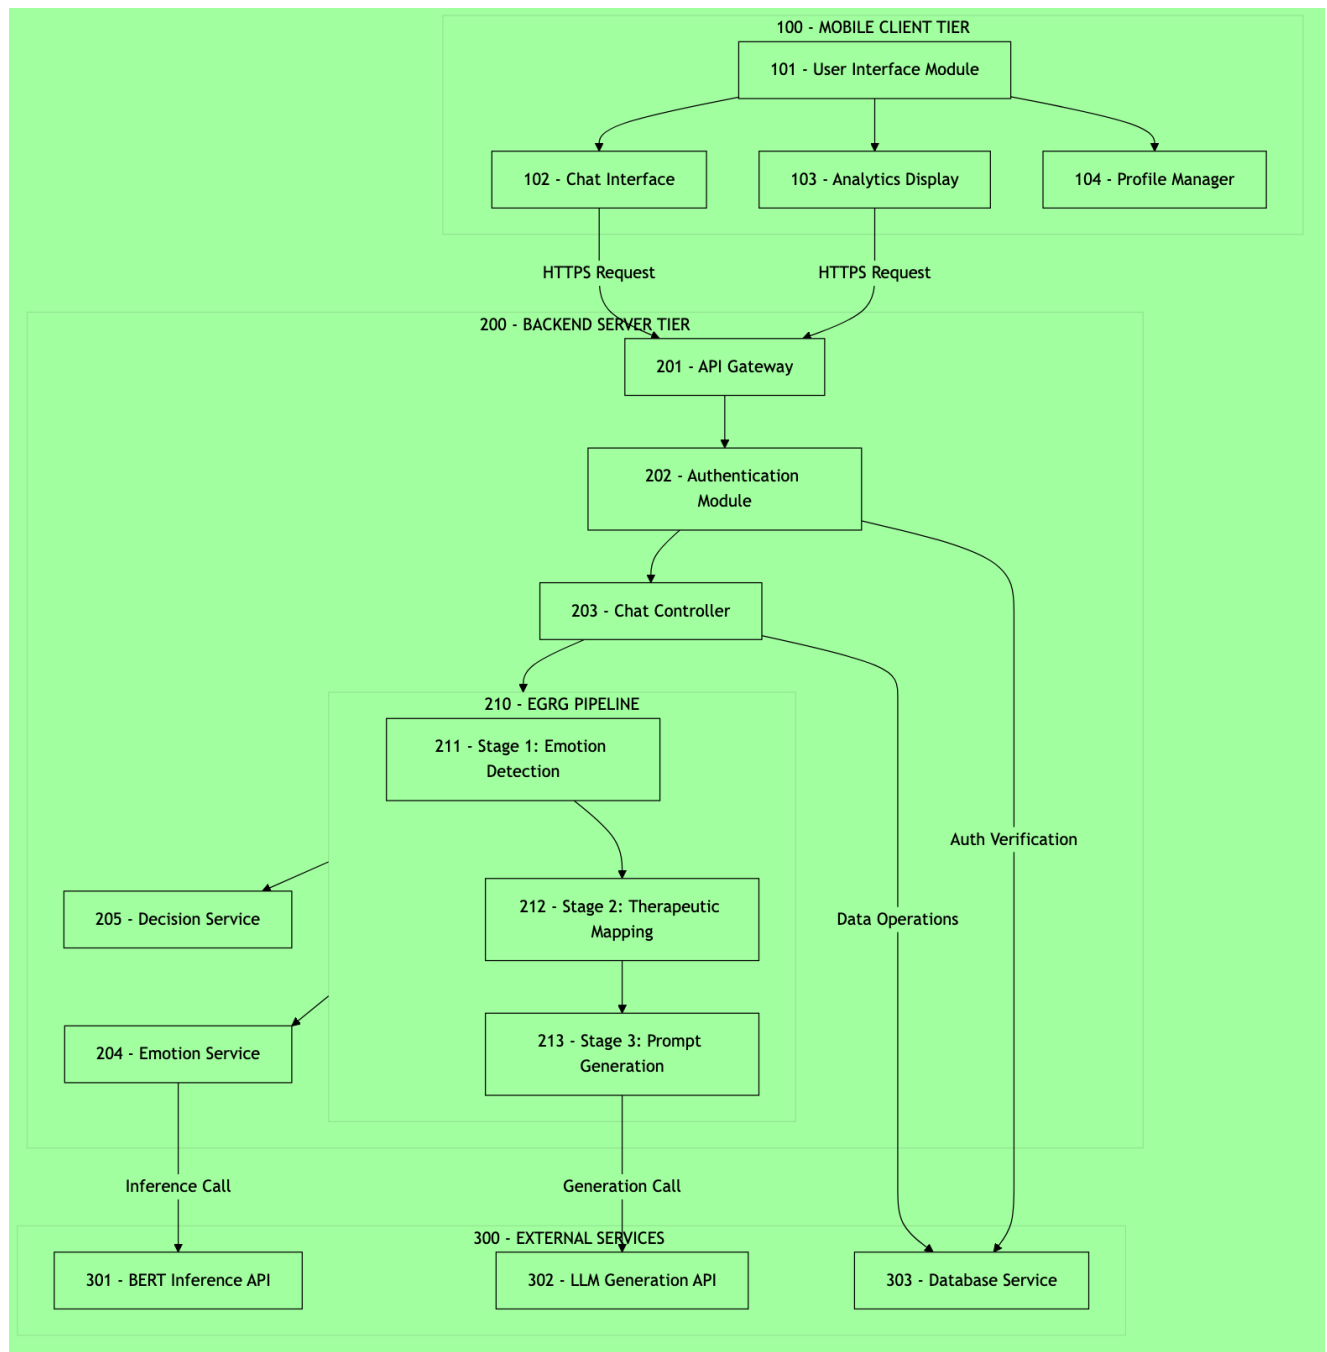 100 - MOBILE CLIENT TIER
101 - User Interface Module
102 - Chat Interface
103 - Analytics Display
104 - Profile Manager
HTTPS Request
HTTPS Request
200 - BACKEND SERVER TIER
201 - API Gateway
202 - Authentication
Module
203 - Chat Controller
210 - EGRG PIPELINE
211 - Stage 1: Emotion
Detection
Auth Verification
205 - Decision Service
212 - Stage 2: Therapeutic
Mapping
Data Operations
204 - Emotion Service
213 - Stage 3: Prompt
Generation
Inference Call
Generation Call
300 - EXTERNAL SERVICES
301 - BERT Inference API
302 - LLM Generation API
303 - Database Service